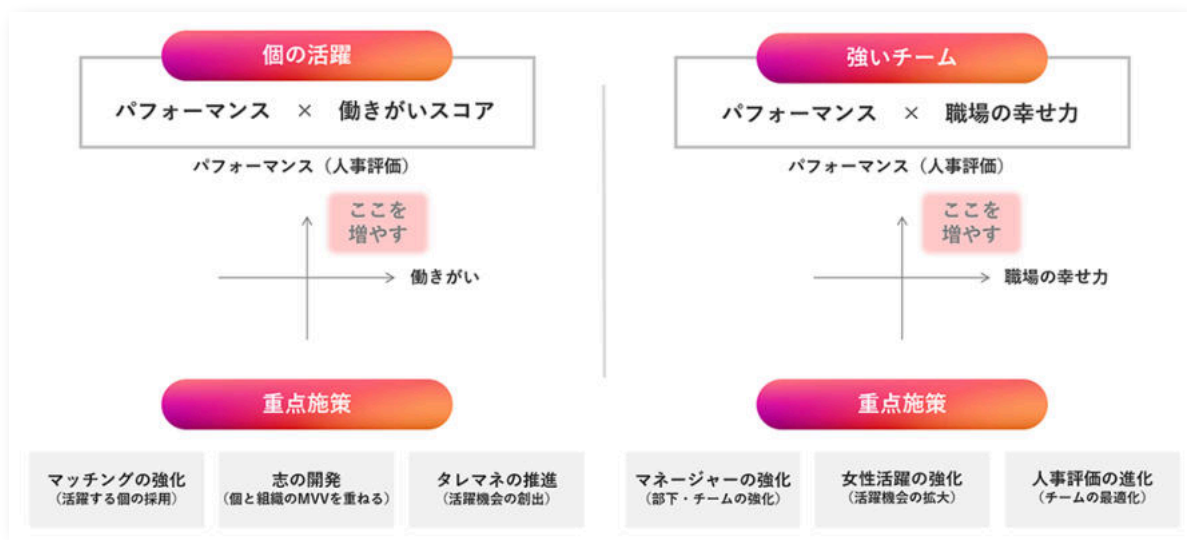 個の活躍
パフォーマンス × 働きがいスコア
パフォーマンス（人事評価）
ここを
増やす
働きがい
重点施策
マッチングの強化
（活躍する個の採用）
志の開発
（個と組織のMVVを重ねる）
タレマネの推進
（活躍機会の創出）
強いチーム
パフォーマンス × 職場の幸せ力
パフォーマンス（人事評価）
ここを
増やす
職場の幸せ力
重点施策
マネージャーの強化
（部下・チームの強化）
女性活躍の強化
（活躍機会の拡大）
人事評価の進化
（チームの最適化）